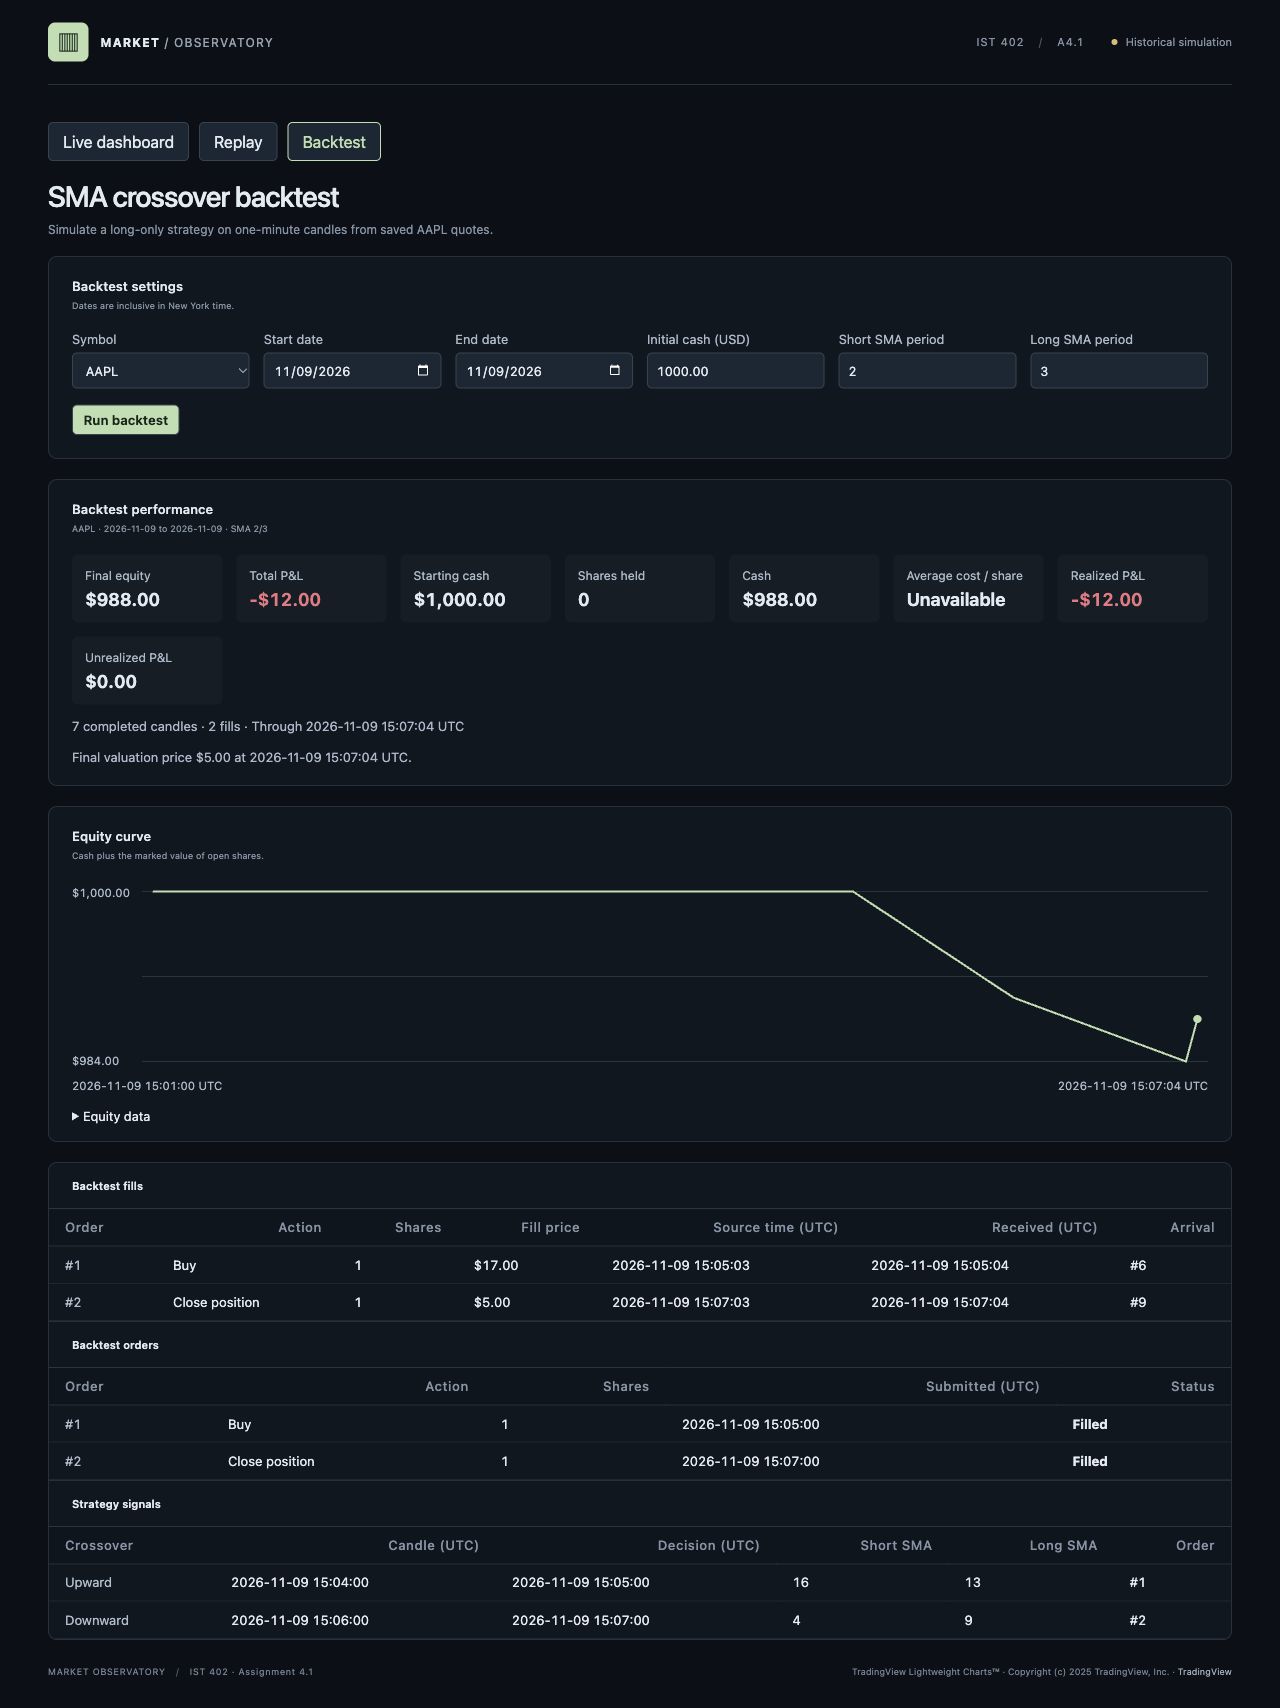 MARKET / OBSERVATORY
IST 402 / A4.1 Historical simulation
Live dashboard Replay Backtest
SMA crossover backtest
Simulate a long-only strategy on one-minute candles from saved AAPL quotes.
Backtest settings
Dates are inclusive in New York time.
Symbol Start date End date Initial cash (USD) Short SMA period Long SMA period
AAPL 11/09/2026 11/09/2026 1000.00 2 3
Run backtest
Backtest performance
AAPL · 2026-11-09 to 2026-11-09 · SMA 2/3
Final equity Total P&L Starting cash Shares held Cash Average cost / share Realized P&L
$988.00 -$12.00 $1,000.00 0 $988.00 Unavailable -$12.00
Unrealized P&L
$0.00
7 completed candles · 2 fills · Through 2026-11-09 15:07:04 UTC
Final valuation price $5.00 at 2026-11-09 15:07:04 UTC.
Equity curve
Cash plus the marked value of open shares.
$1,000.00
$984.00
2026-11-09 15:01:00 UTC 2026-11-09 15:07:04 UTC
Equity data
Backtest fills
Order Action Shares Fill price Source time (UTC) Received (UTC) Arrival
#1 Buy 1 $17.00 2026-11-09 15:05:03 2026-11-09 15:05:04 #6
#2 Close position 1 $5.00 2026-11-09 15:07:03 2026-11-09 15:07:04 #9
Backtest orders
Order Action Shares Submitted (UTC) Status
#1 Buy 1 2026-11-09 15:05:00 Filled
#2 Close position 1 2026-11-09 15:07:00 Filled
Strategy signals
Crossover Candle (UTC) Decision (UTC) Short SMA Long SMA Order
Upward 2026-11-09 15:04:00 2026-11-09 15:05:00 16 13 #1
Downward 2026-11-09 15:06:00 2026-11-09 15:07:00 4 9 #2
MARKET OBSERVATORY / IST 402 · Assignment 4.1 TradingView Lightweight Charts™ · Copyright (c) 2025 TradingView, Inc. · TradingView